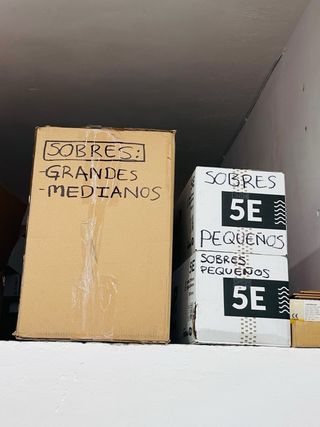 SOBRES:
-GRANDES
-MEDIANOS
SOBRES
5E
PEQUEÑOS
SOBRES
PEQUEÑOS
5E